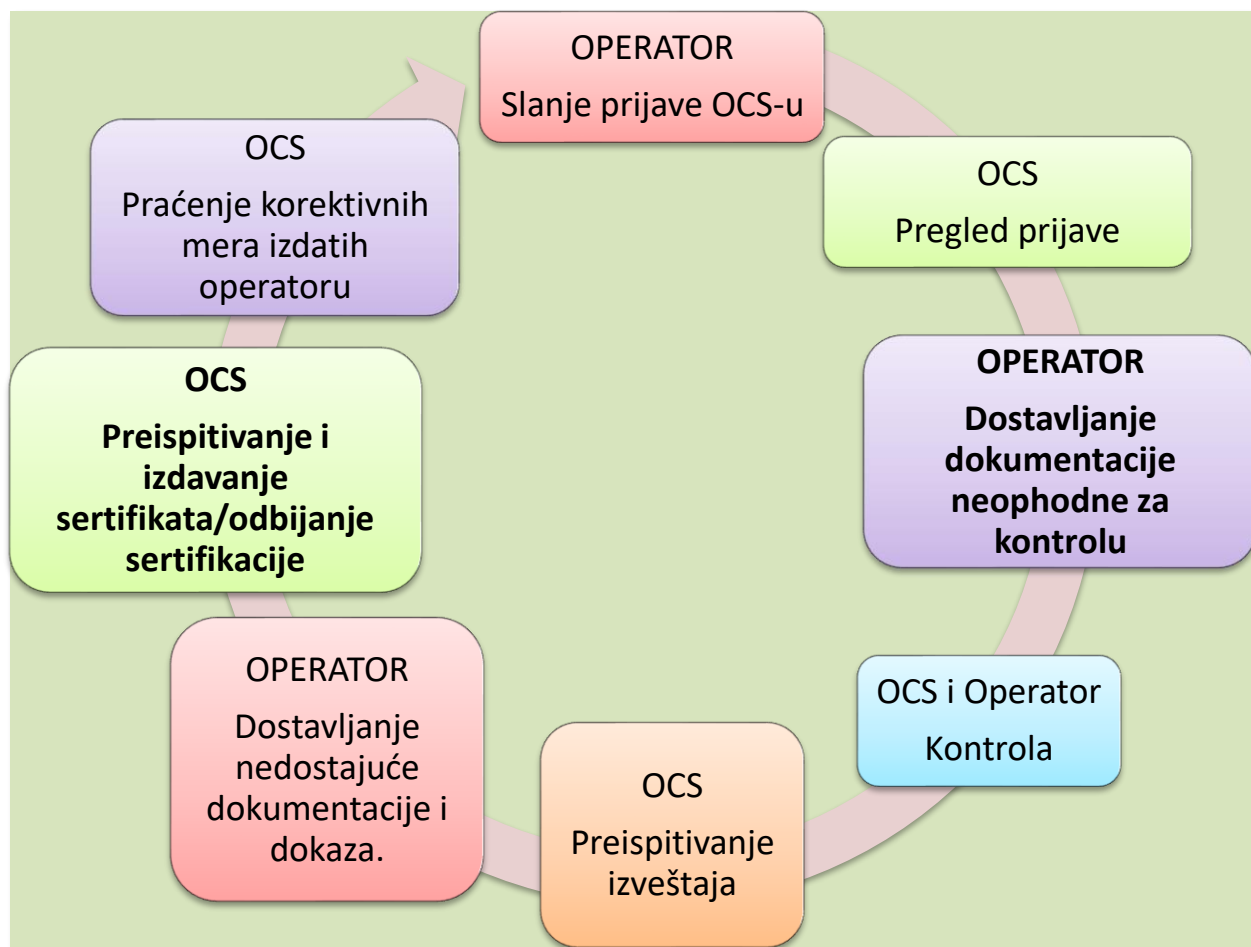 OPERATOR
Slanje prijave OCS-u
OCS
Pregled prijave
OPERATOR
Dostavljanje
dokumentacije
neophodne za
kontrolu
OCS i Operator
Kontrola
OCS
Preispitivanje
izveštaja
OPERATOR
Dostavljanje
nedostajuće
dokumentacije i
dokaza.
OCS
Preispitivanje i
izdavanje
sertifikata/odbijanje
sertifikacije
OCS
Praćenje korektivnih
mera izdatih
operatoru